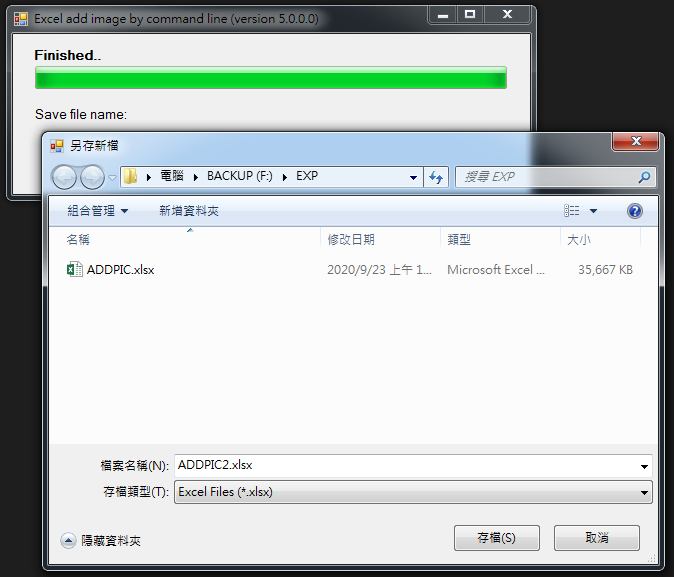 Excel add image by command line (version 5.0.0.0)
Finished..
Save file name:
另存新檔
電腦 BACKUP (F:) EXP
搜尋 EXP
組合管理 新增資料夾
名稱 修改日期 類型 大小
ADDPIC.xlsx 2020/9/23 上午 1... Microsoft Excel ... 35,667 KB
檔案名稱(N): ADDPIC2.xlsx
存檔類型(T): Excel Files (*.xlsx)
隱藏資料夾 存檔(S) 取消